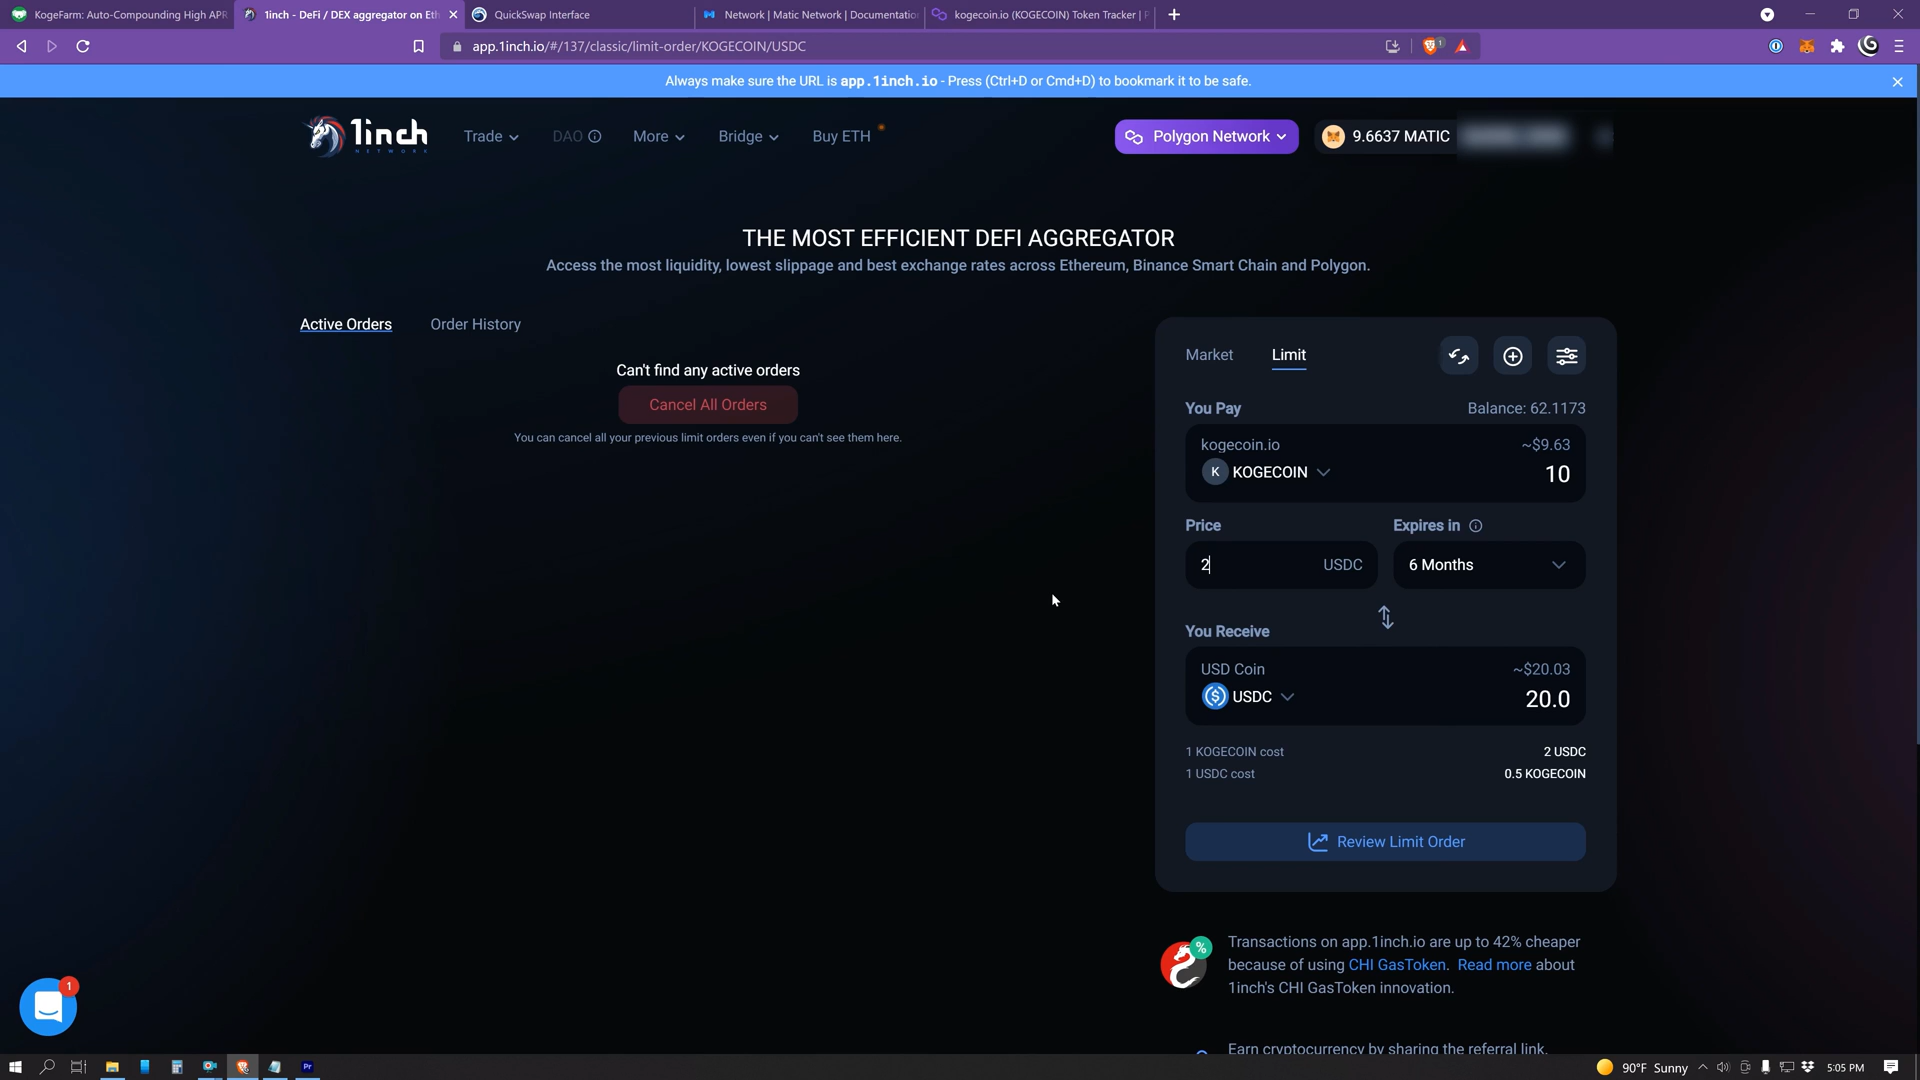 KogeFarm: Auto-Compounding High APR
1inch - DeFi / DEX aggregator on Eth
QuickSwap Interface
Network | Matic Network | Documentatio
kogecoin.io (KOGECOIN) Token Tracker | P
app.1inch.io/#/137/classic/limit-order/KOGECOIN/USDC
1
Always make sure the URL is app.1inch.io - Press (Ctrl+D or Cmd+D) to bookmark it to be safe.
1inch
NETWORK
Trade
DAO
More
Bridge
Buy ETH
Polygon Network
9.6637 MATIC
THE MOST EFFICIENT DEFI AGGREGATOR
Access the most liquidity, lowest slippage and best exchange rates across Ethereum, Binance Smart Chain and Polygon.
Active Orders
Order History
Can't find any active orders
Cancel All Orders
You can cancel all your previous limit orders even if you can't see them here.
Market
Limit
You Pay
Balance: 62.1173
kogecoin.io
~$9.63
K KOGECOIN
10
Price
Expires in
2
USDC
6 Months
You Receive
USD Coin
~$20.03
USDC
20.0
1 KOGECOIN cost
2 USDC
1 USDC cost
0.5 KOGECOIN
Review Limit Order
%
Transactions on app.1inch.io are up to 42% cheaper
because of using CHI GasToken. Read more about
1inch's CHI GasToken innovation.
Earn cryptocurrency by sharing the referral link.
1
Pr
90°F Sunny
5:05 PM